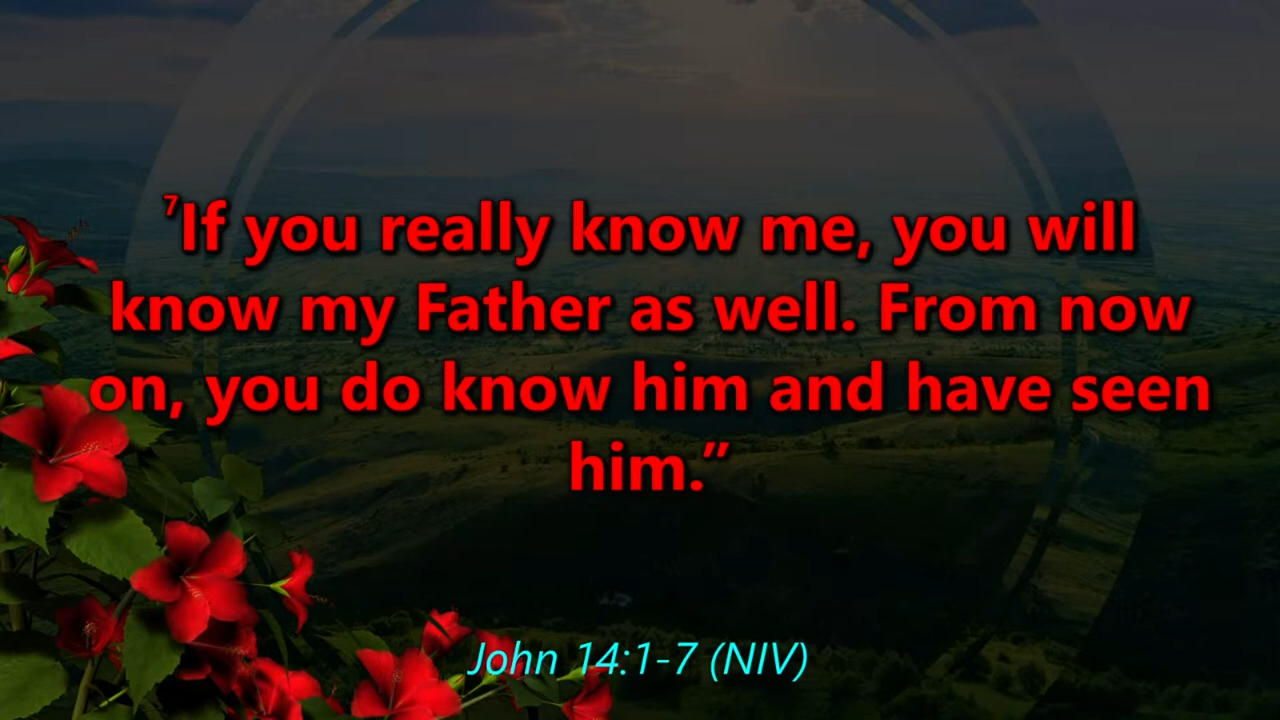 ⁷If you really know me, you will
know my Father as well. From now
on, you do know him and have seen
him.”
John 14:1-7 (NIV)